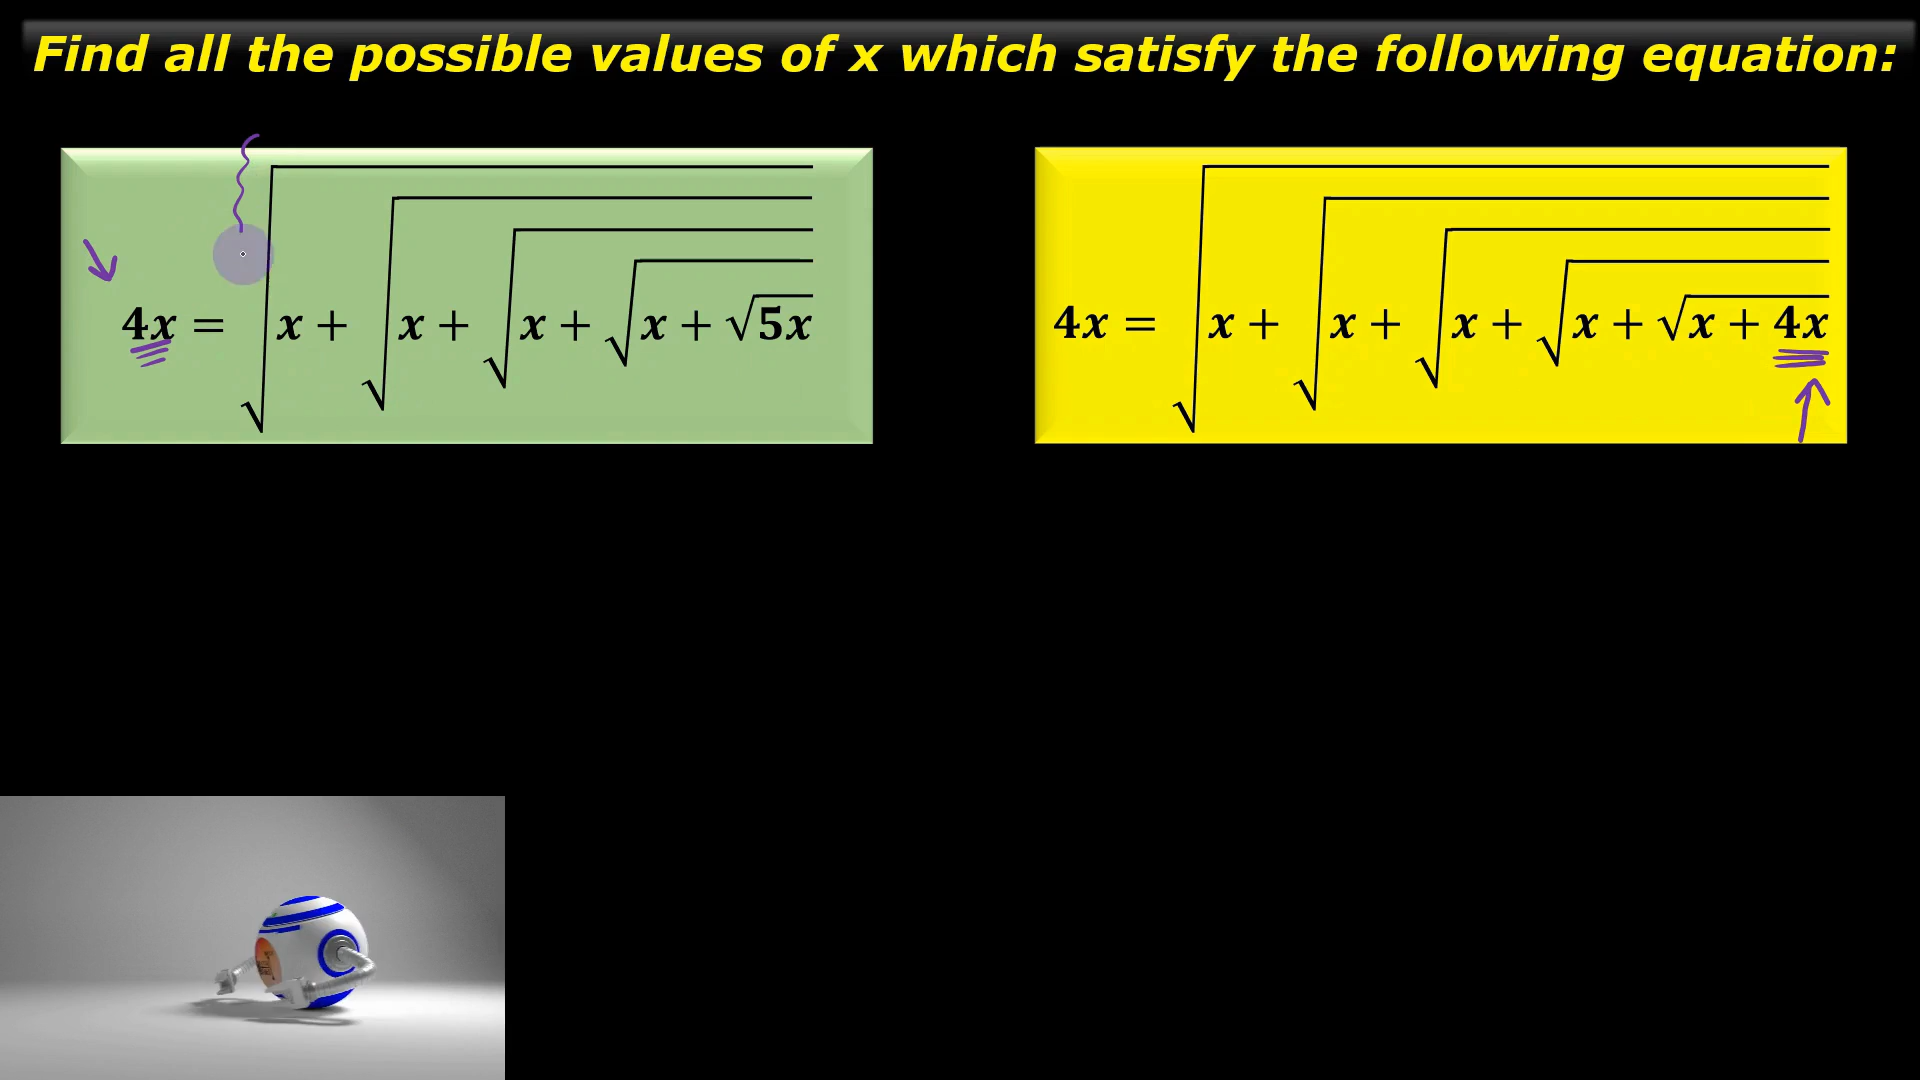 Find all the possible values of x which satisfy the following equation:
4x = √(x + √(x + √(x + √(x + √5x))))
4x = √(x + √(x + √(x + √(x + √(x + 4x)))))